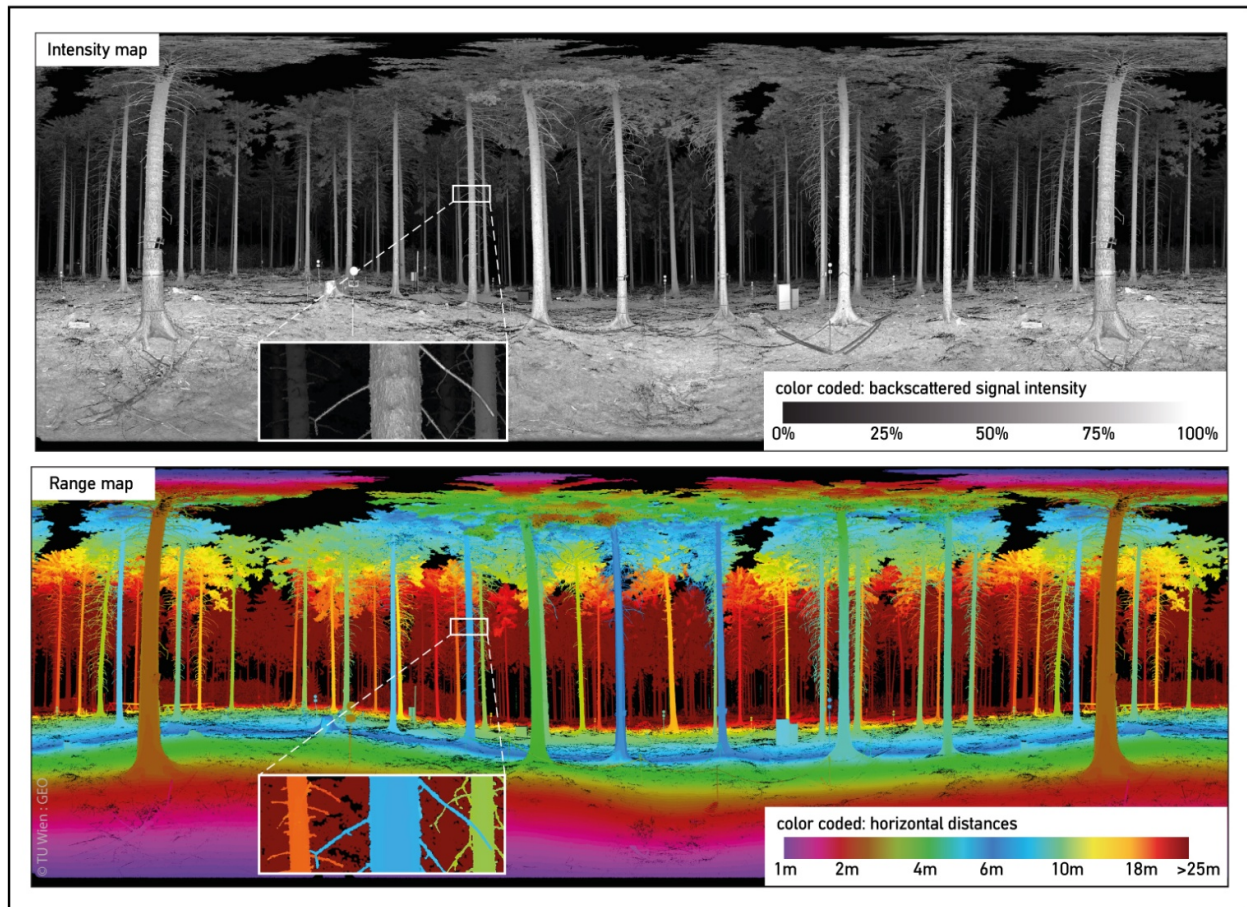 Intensity map
color coded: backscattered signal intensity
0% 25% 50% 75% 100%
Range map
© TU Wien : GEO
color coded: horizontal distances
1m 2m 4m 6m 10m 18m >25m